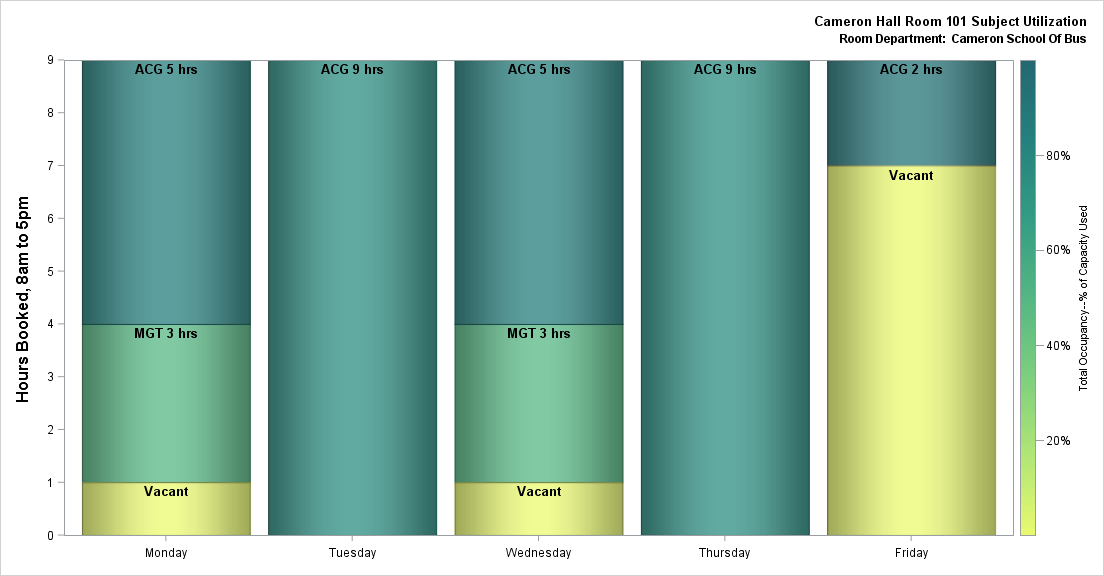 Cameron Hall Room 101 Subject Utilization
Room Department: Cameron School Of Bus
Hours Booked, 8am to 5pm
9
8
7
6
5
4
3
2
1
0
ACG 5 hrs
MGT 3 hrs
Vacant
ACG 9 hrs
ACG 5 hrs
MGT 3 hrs
Vacant
ACG 9 hrs
ACG 2 hrs
Vacant
Monday
Tuesday
Wednesday
Thursday
Friday
80%
60%
40%
20%
Total Occupancy--% of Capacity Used